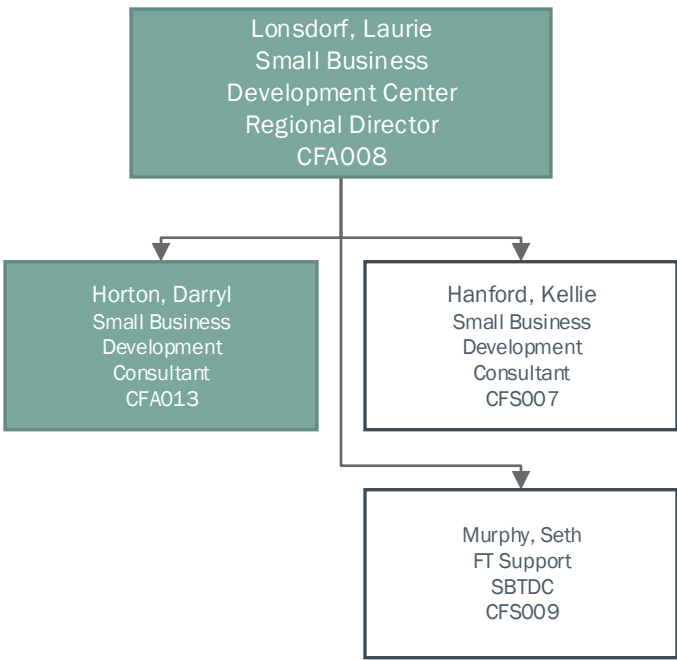 Lonsdorf, Laurie
Small Business
Development Center
Regional Director
CFA008
Horton, Darryl
Small Business
Development
Consultant
CFA013
Hanford, Kellie
Small Business
Development
Consultant
CFS007
Murphy, Seth
FT Support
SBTDC
CFS009